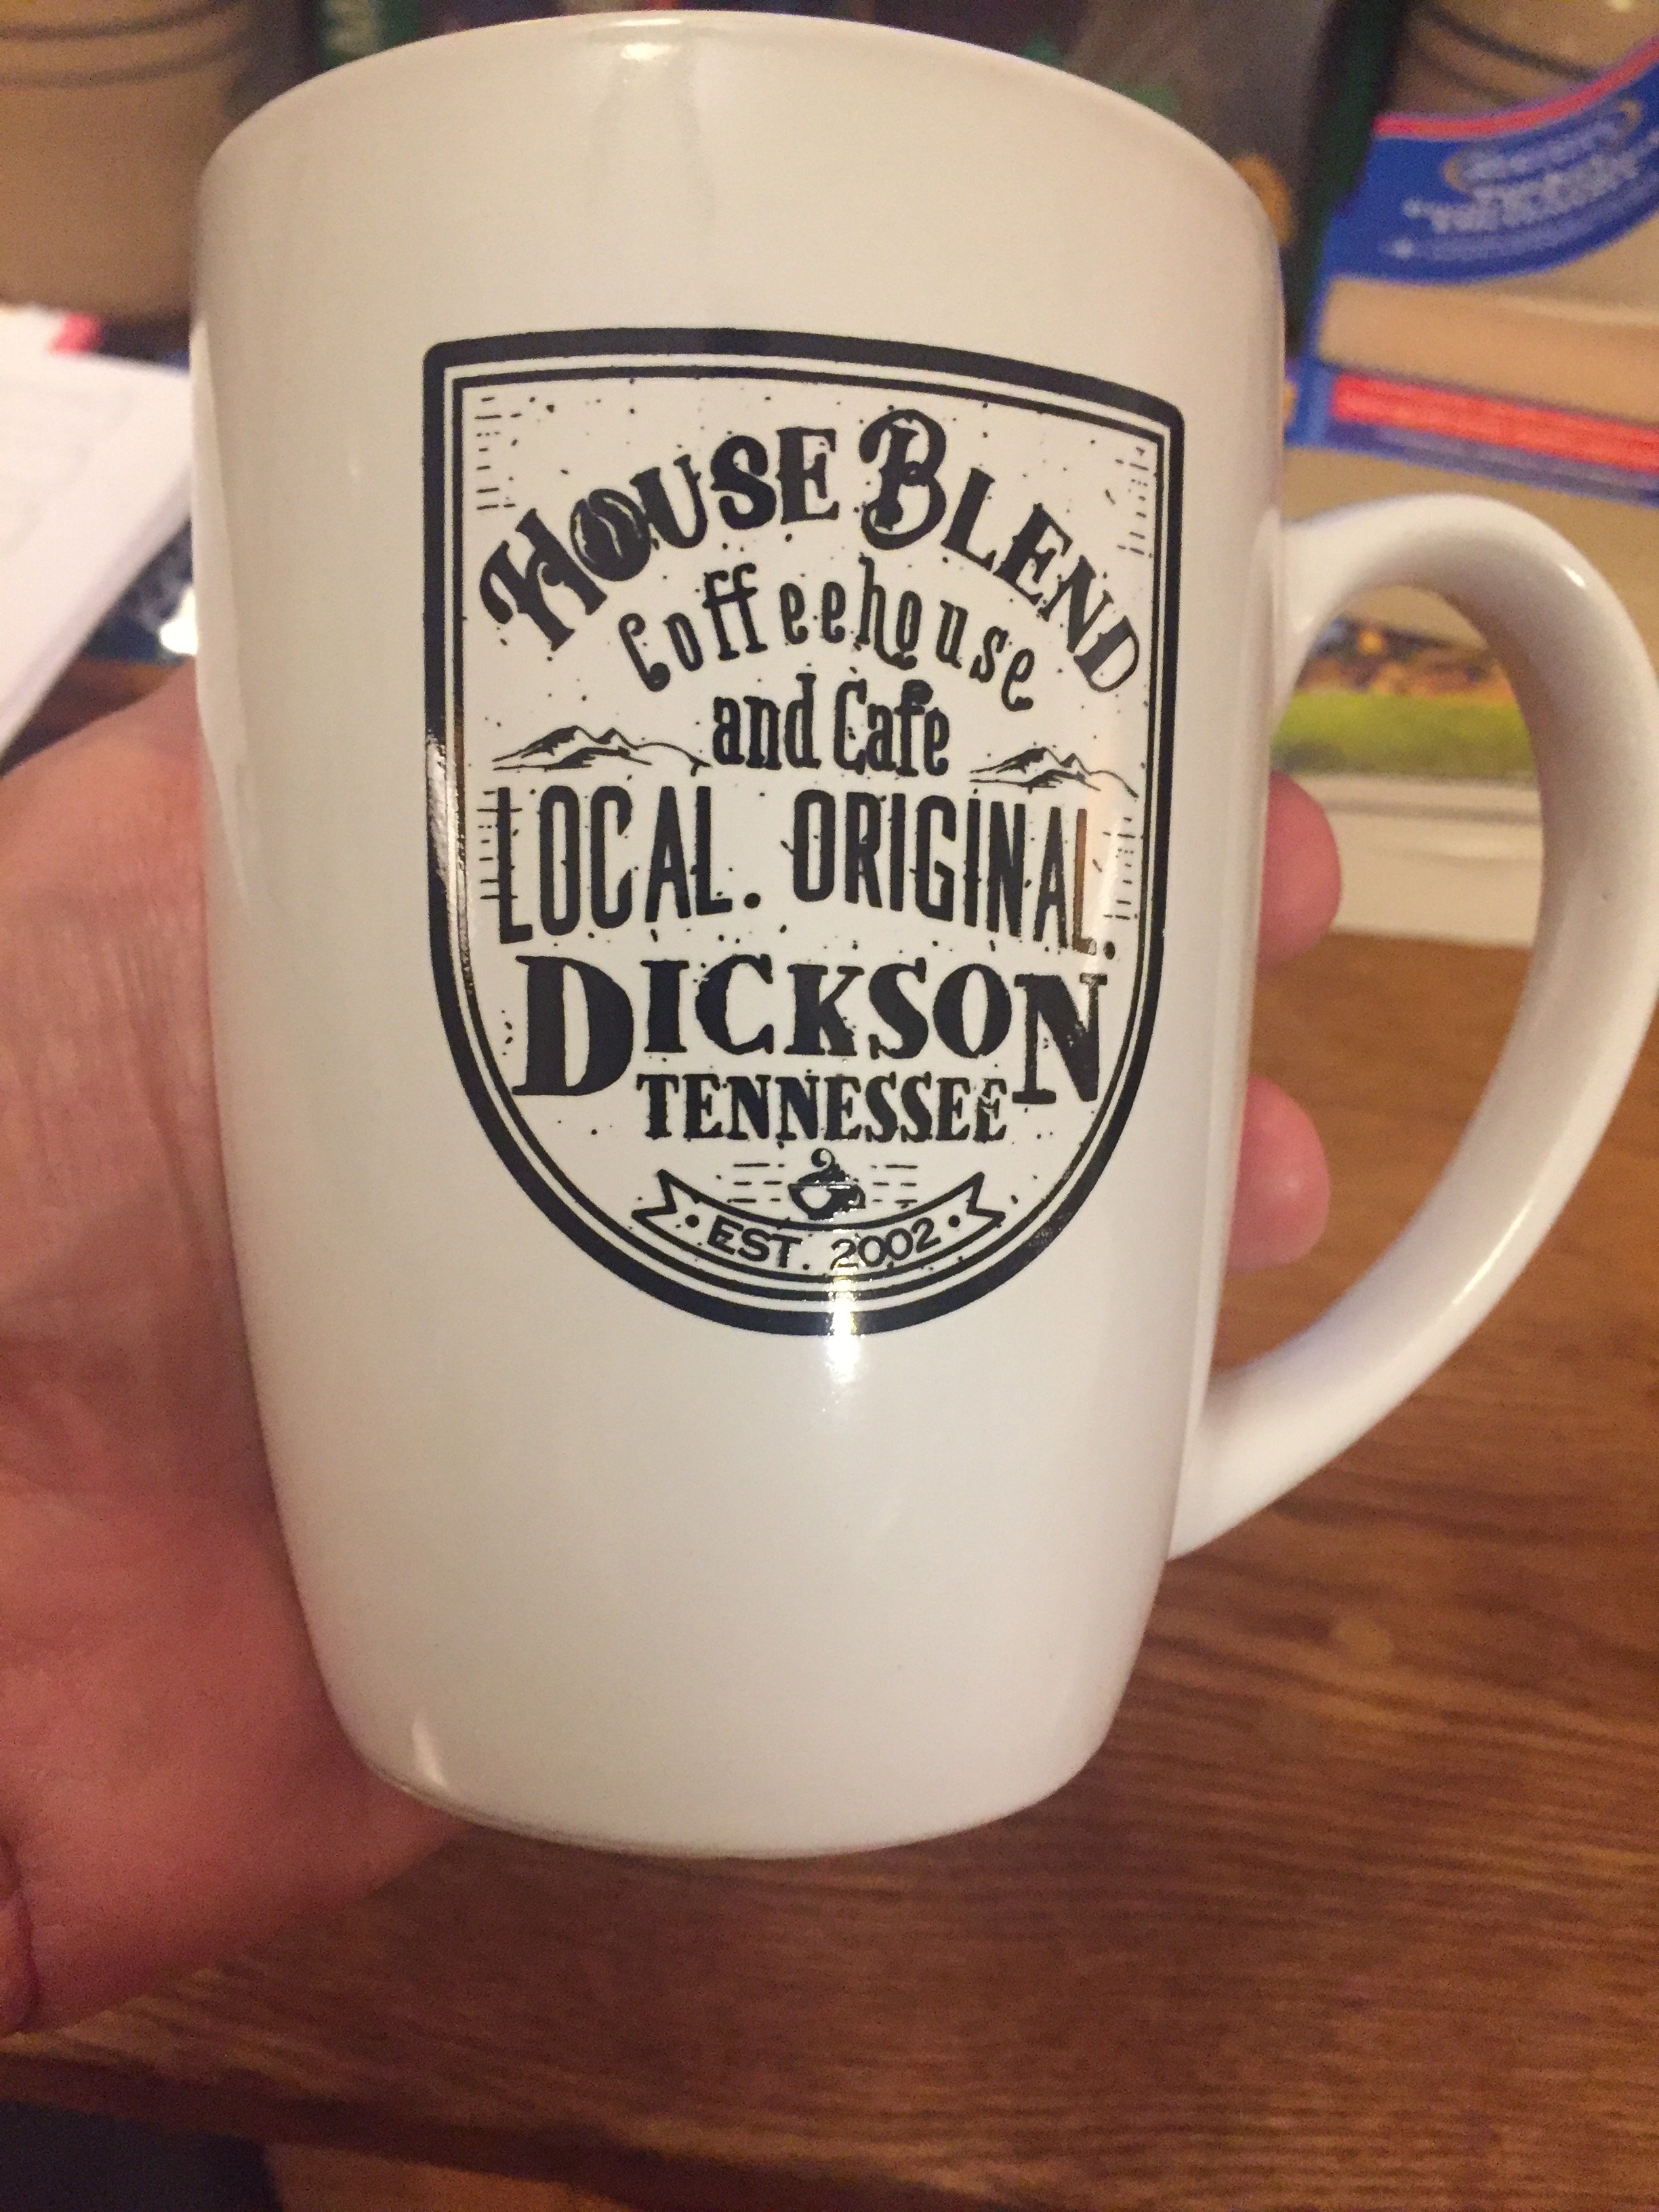 HOUSE BLEND
Coffeehouse
and Cafe
LOCAL. ORIGINAL.
DICKSON
TENNESSEE
EST. 2002